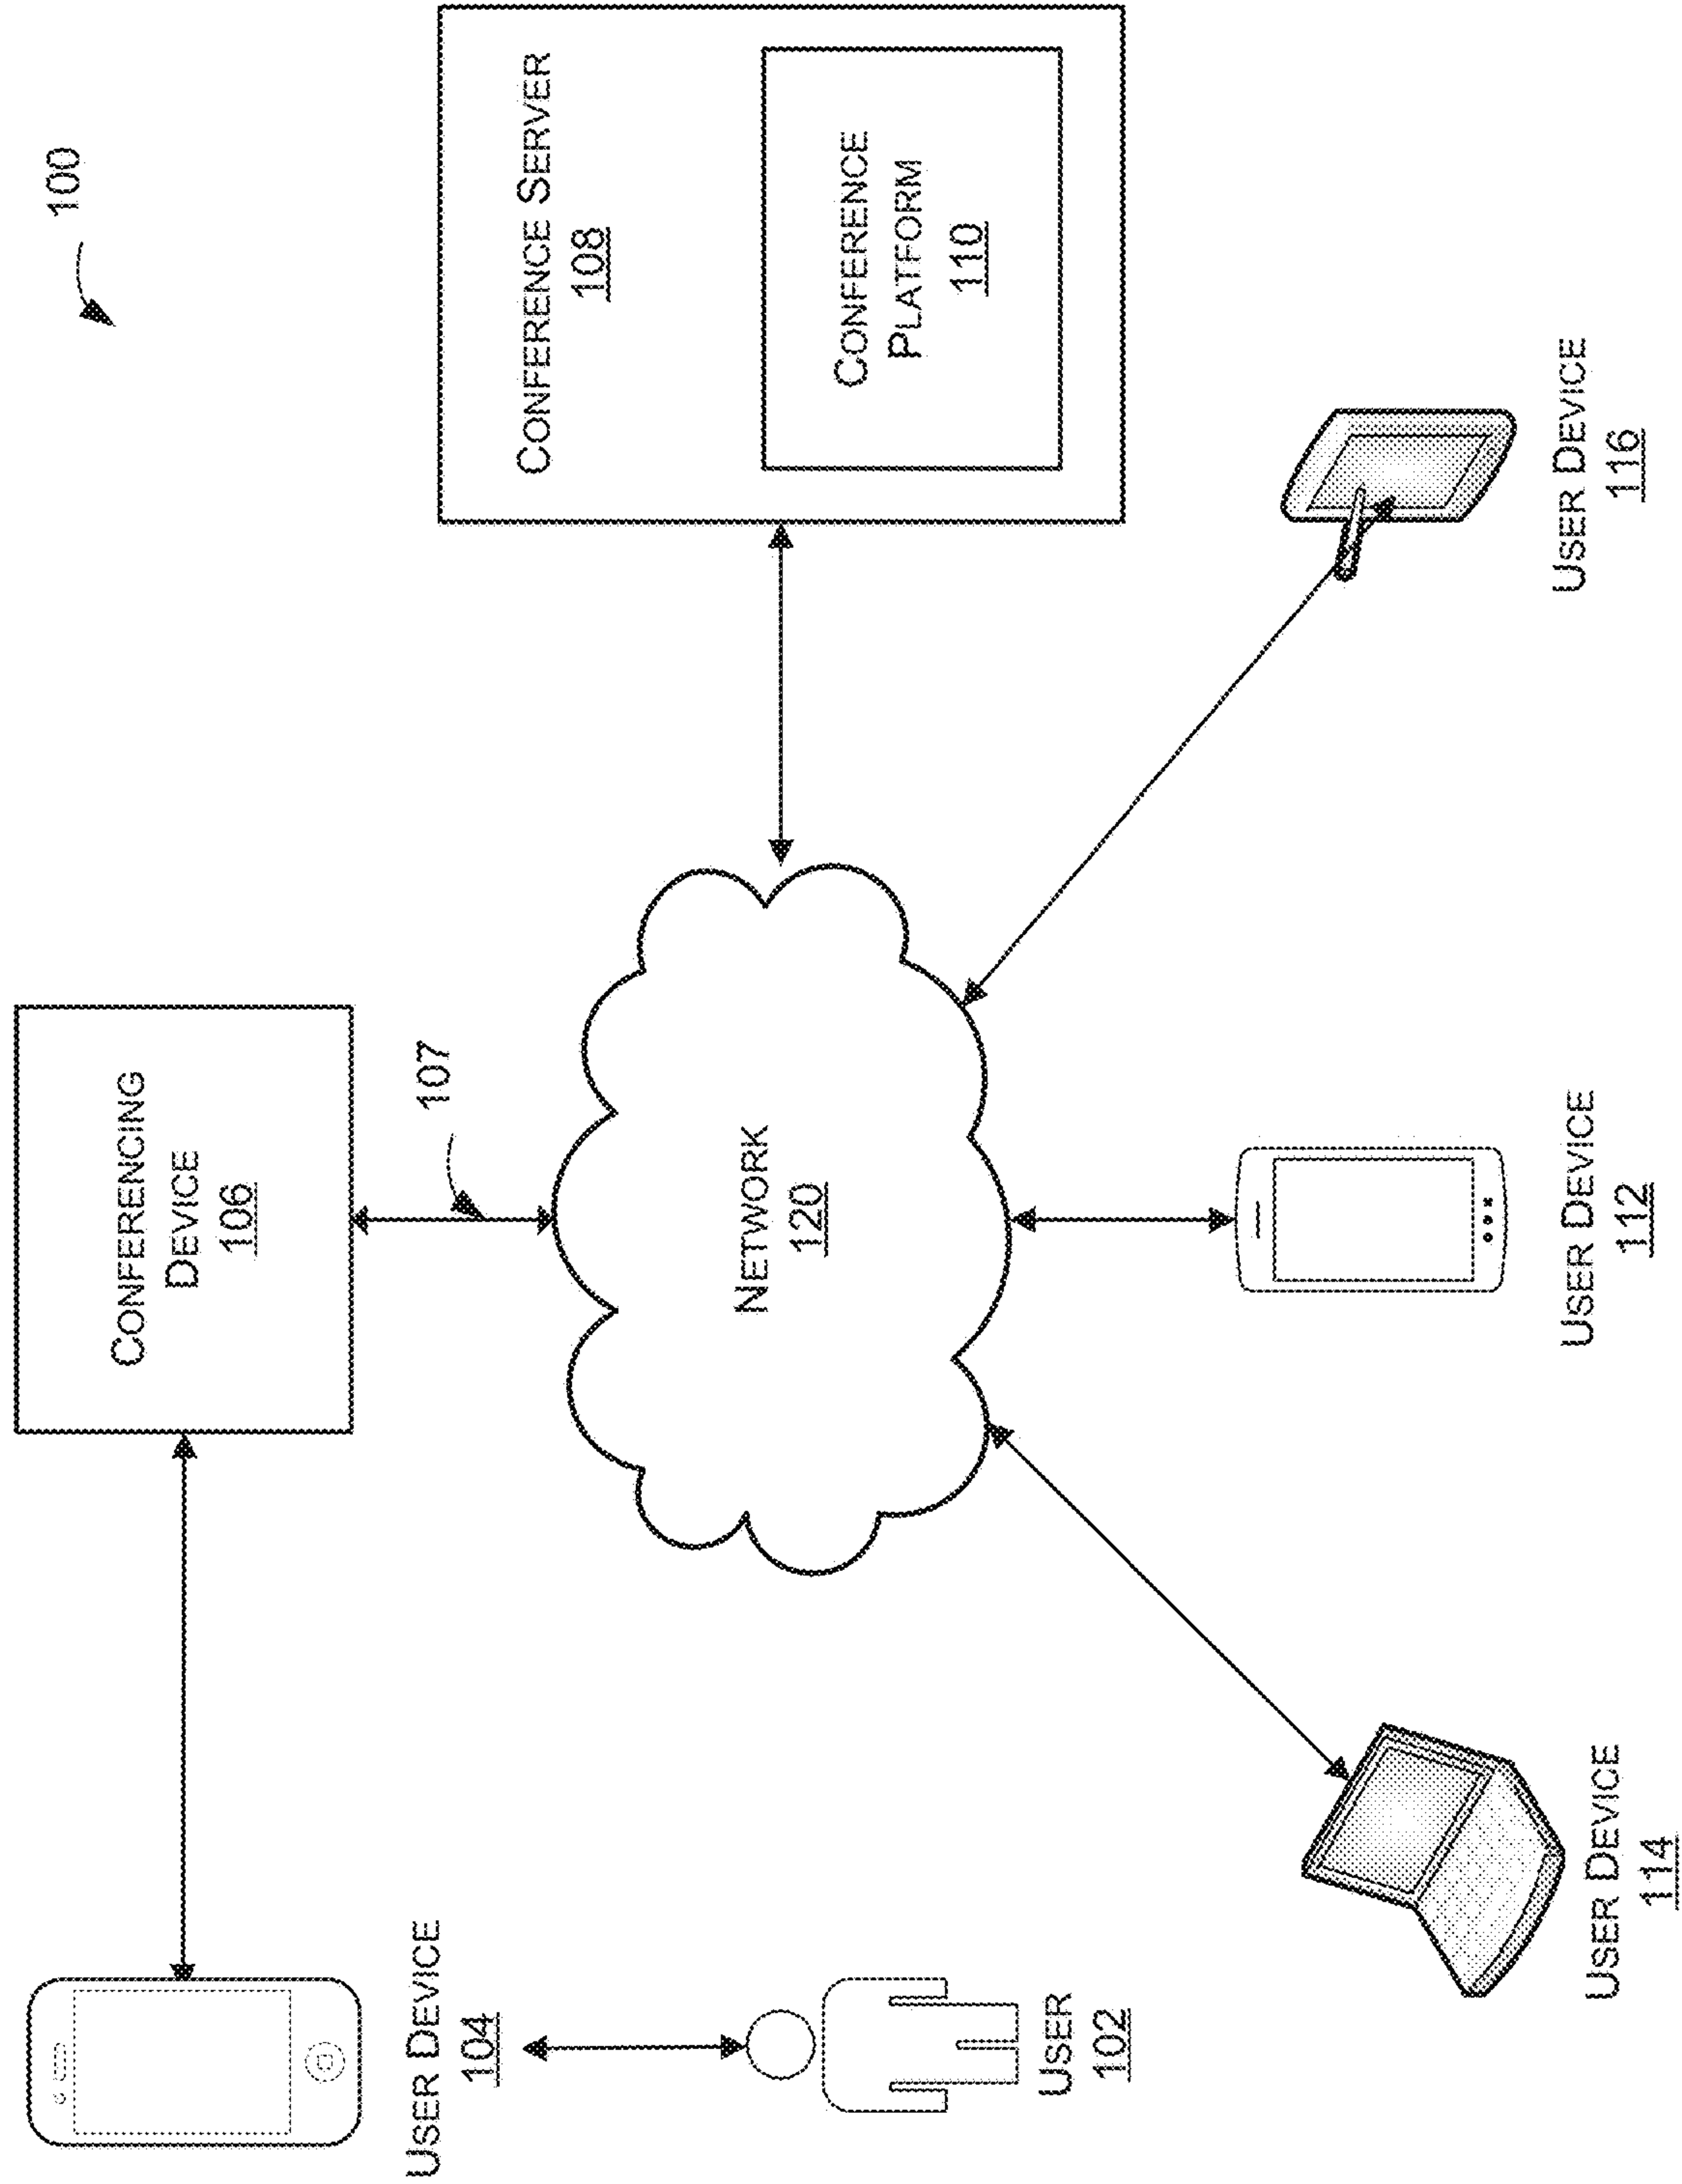 100
USER DEVICE
104
CONFERENCING
DEVICE
106
107
CONFERENCE SERVER
108
CONFERENCE
PLATFORM
110
NETWORK
120
USER
102
USER DEVICE
114
USER DEVICE
112
USER DEVICE
116